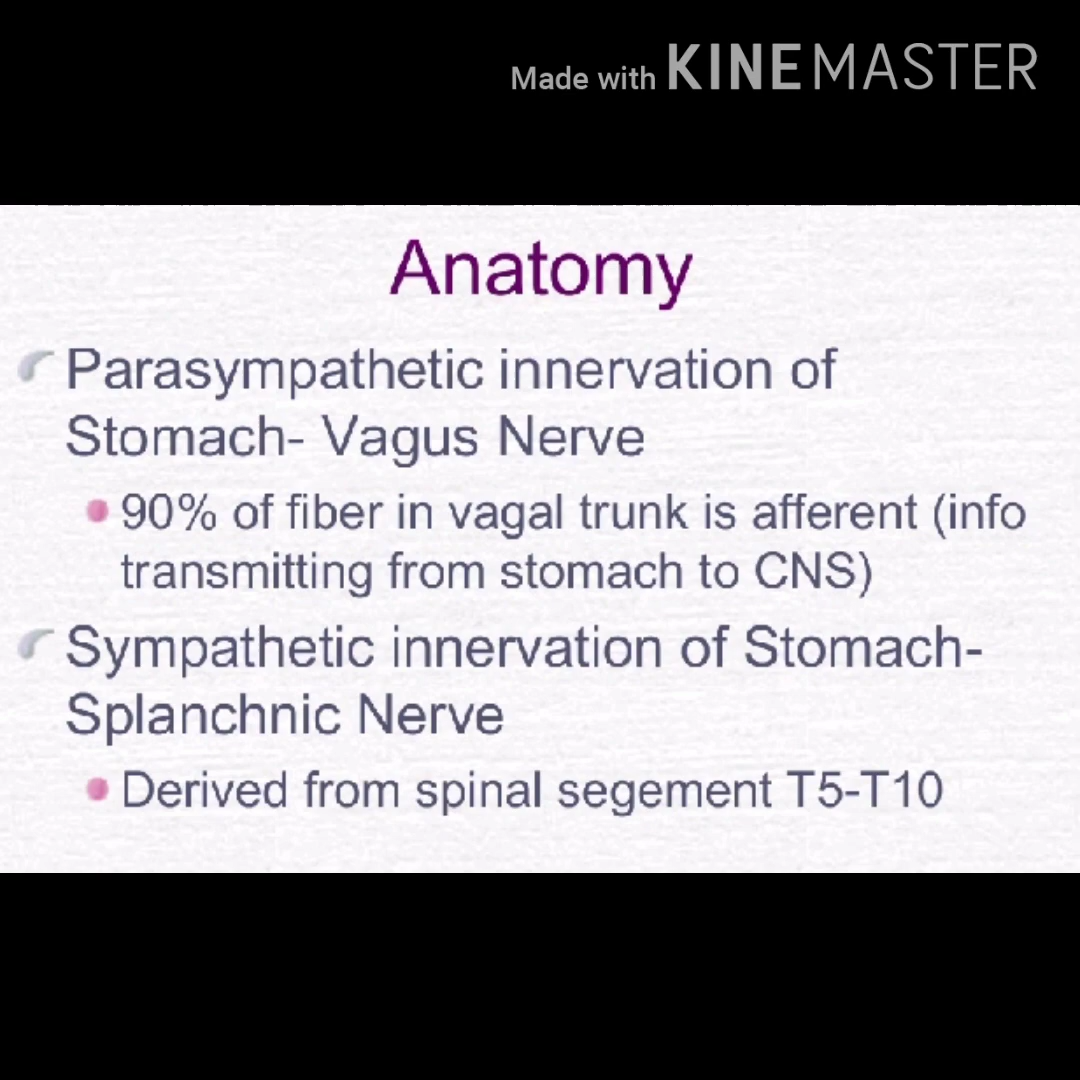 Made with KINEMASTER
Anatomy
Parasympathetic innervation of
Stomach- Vagus Nerve
90% of fiber in vagal trunk is afferent (info
transmitting from stomach to CNS)
Sympathetic innervation of Stomach-
Splanchnic Nerve
Derived from spinal segement T5-T10